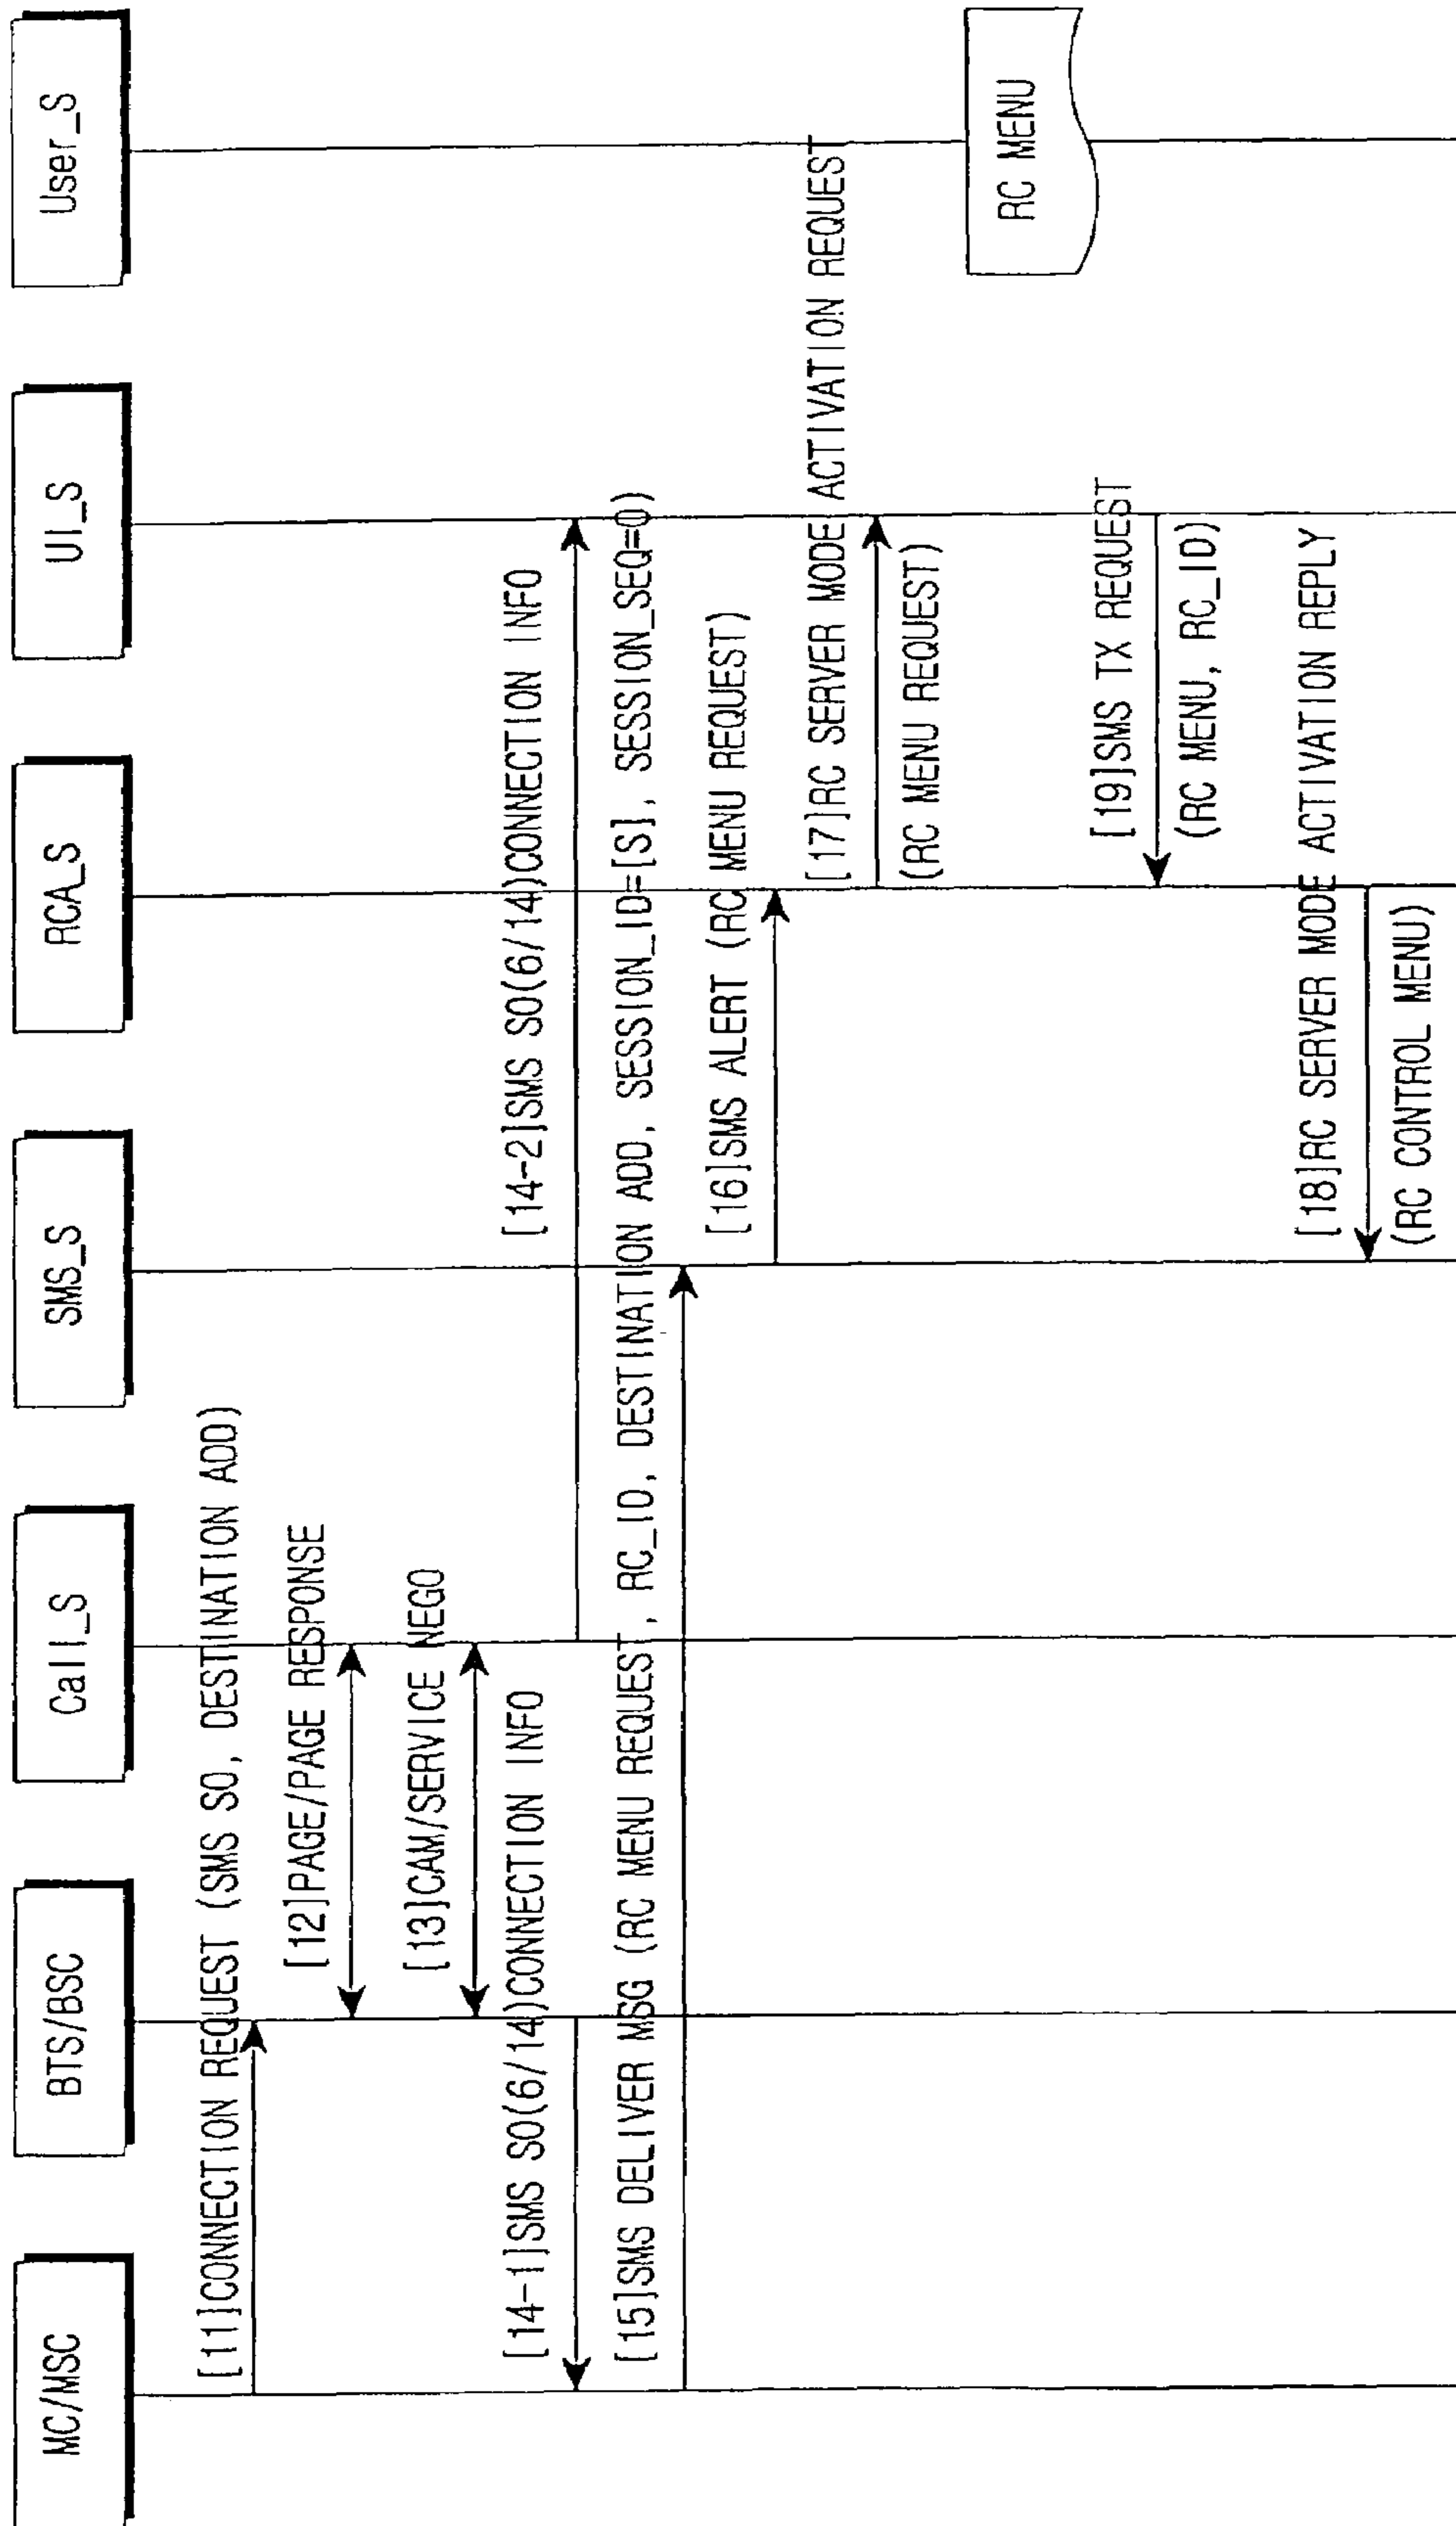 MC/MSC
BTS/BSC
Call_S
SMS_S
RCA_S
UI_S
User_S
[11]CONNECTION REQUEST (SMS SO, DESTINATION ADD)
[12]PAGE/PAGE RESPONSE
[13]CAM/SERVICE NEGO
[14-1]SMS SO(6/14)CONNECTION INFO
[14-2]SMS SO(6/14)CONNECTION INFO
[15]SMS DELIVER MSG (RC MENU REQUEST, RC_ID, DESTINATION ADD, SESSION_ID=[S], SESSION_SEQ=0)
[16]SMS ALERT (RC MENU REQUEST)
[17]RC SERVER MODE ACTIVATION REQUEST
(RC MENU REQUEST)
RC MENU
[19]SMS TX REQUEST
(RC MENU, RC_ID)
[18]RC SERVER MODE ACTIVATION REPLY
(RC CONTROL MENU)